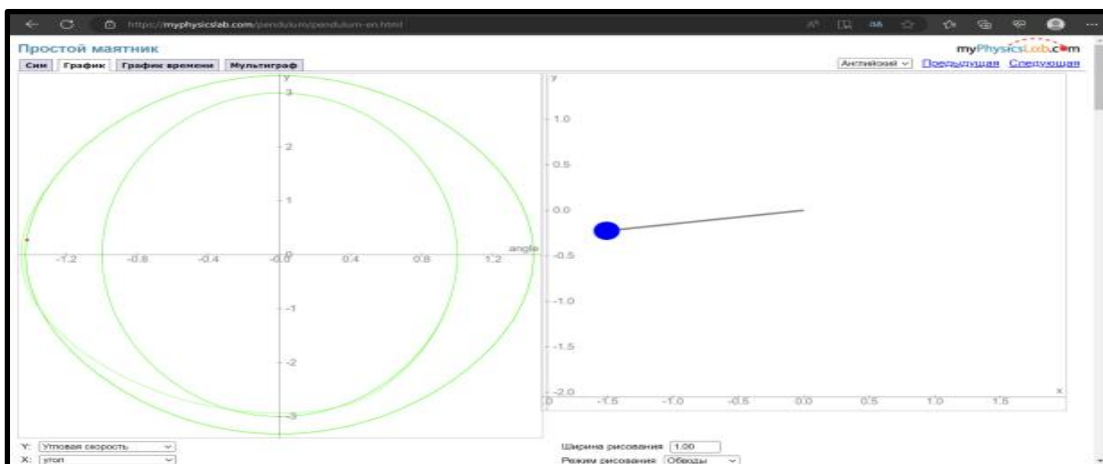 https://myphysicslab.com/pendulum/pendulum-en.html
Простой маятник
myPhysicsLab.com
Сим График График времени Мультиграф
Английский Предыдущая Следующая
y
3
2
1
0
-1
-2
-3
angle
-1.2 -0.8 -0.4 -0.0 0.4 0.8 1.2
y
1.0
0.5
0.0
-0.5
-1.0
-1.5
-2.0
x
-1.5 -1.0 -0.5 0.0 0.5 1.0 1.5
Y: Угловая скорость
X: угол
Ширина рисования 1.00
Режим рисования Обводы